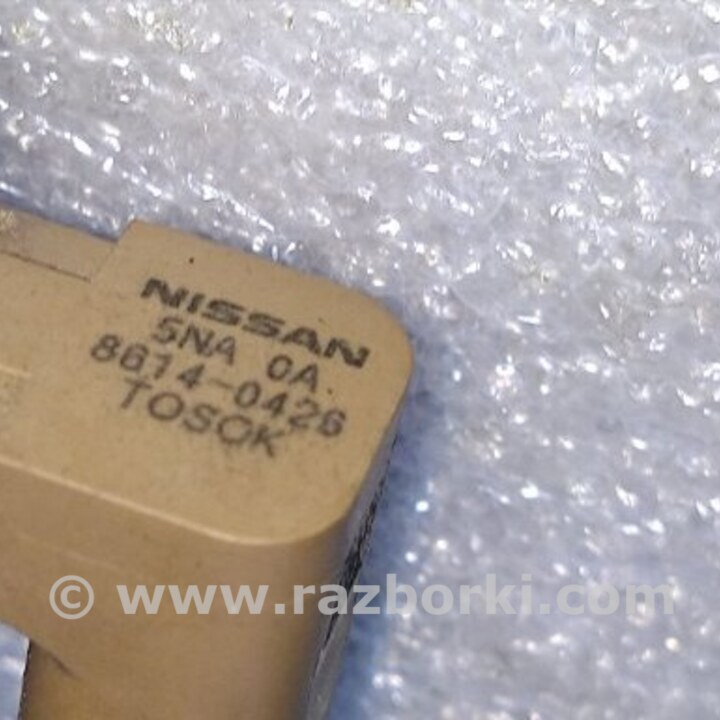 NISSAN
5NA 0A
8614-0426
TOSOK
© www.razborki.com